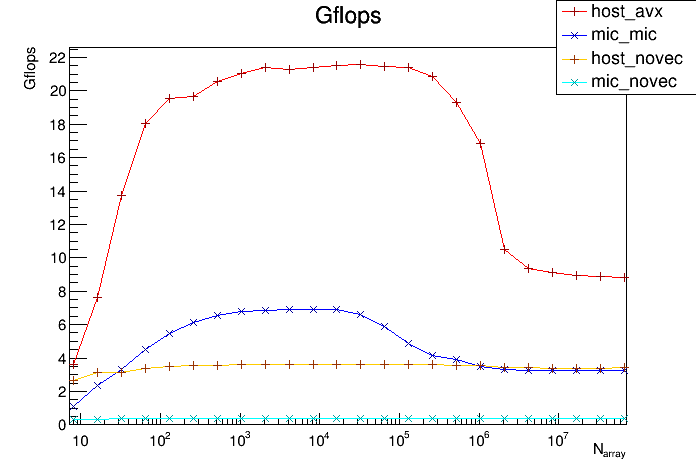 Gflops
host_avx
mic_mic
host_novec
mic_novec
Gflops
22
20
18
16
14
12
10
8
6
4
2
0
10 10² 10³ 10⁴ 10⁵ 10⁶ 10⁷
N_array